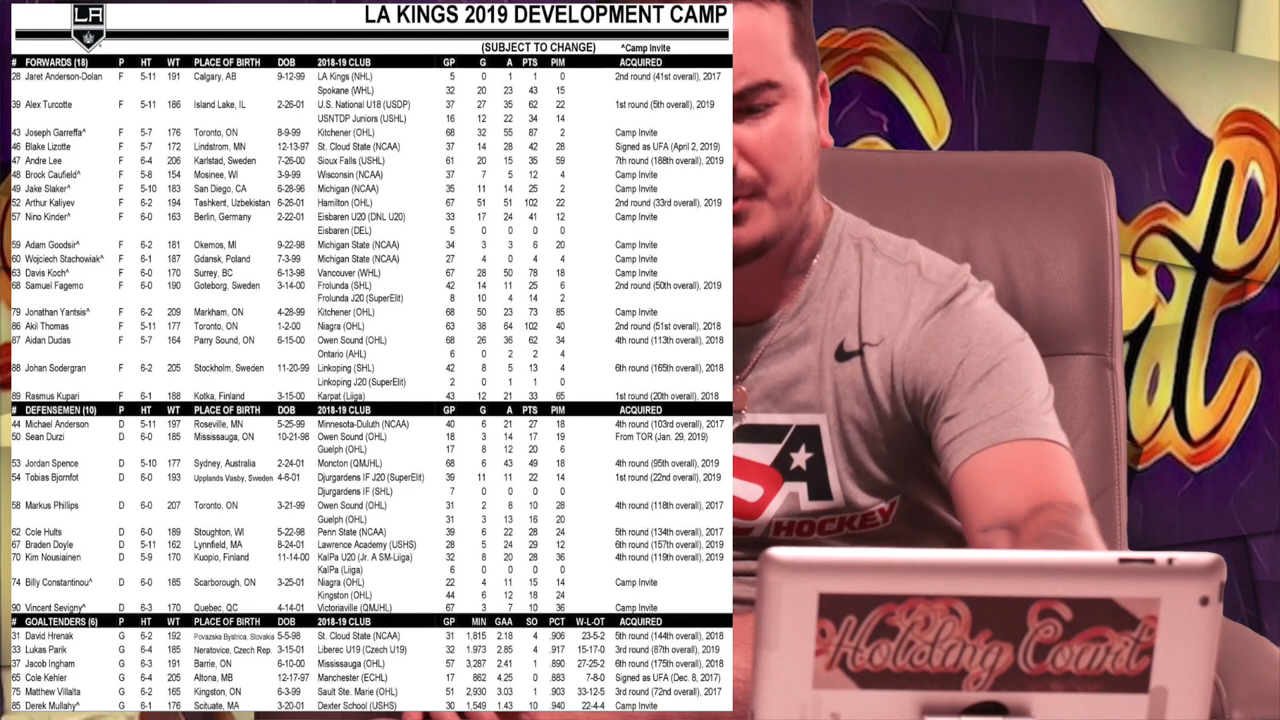 LA KINGS 2019 DEVELOPMENT CAMP
LA
(SUBJECT TO CHANGE) ^Camp Invite
# FORWARDS (18) P HT WT PLACE OF BIRTH DOB 2018-19 CLUB GP G A PTS PIM ACQUIRED
28 Jaret Anderson-Dolan F 5-11 191 Calgary, AB 9-12-99 LA Kings (NHL) 5 0 1 1 0 2nd round (41st overall), 2017
Spokane (WHL) 32 20 23 43 15
39 Alex Turcotte F 5-11 186 Island Lake, IL 2-26-01 U.S. National U18 (USDP) 37 27 35 62 22 1st round (5th overall), 2019
USNTDP Juniors (USHL) 16 12 22 34 14
43 Joseph Garreffa^ F 5-7 176 Toronto, ON 8-9-99 Kitchener (OHL) 68 32 55 87 2 Camp Invite
46 Blake Lizotte F 5-7 172 Lindstrom, MN 12-13-97 St. Cloud State (NCAA) 37 14 28 42 28 Signed as UFA (April 2, 2019)
47 Andre Lee F 6-4 206 Karlstad, Sweden 7-26-00 Sioux Falls (USHL) 61 20 15 35 59 7th round (188th overall), 2019
48 Brock Caufield^ F 5-8 154 Mosinee, WI 3-9-99 Wisconsin (NCAA) 37 7 5 12 4 Camp Invite
49 Jake Slaker^ F 5-10 183 San Diego, CA 6-28-96 Michigan (NCAA) 35 11 14 25 2 Camp Invite
52 Arthur Kaliyev F 6-2 194 Tashkent, Uzbekistan 6-26-01 Hamilton (OHL) 67 51 51 102 22 2nd round (33rd overall), 2019
57 Nino Kinder^ F 6-0 163 Berlin, Germany 2-22-01 Eisbaren U20 (DNL U20) 33 17 24 41 12 Camp Invite
Eisbaren (DEL) 5 0 0 0 0
59 Adam Goodsir^ F 6-2 181 Okemos, MI 9-22-98 Michigan State (NCAA) 34 3 3 6 20 Camp Invite
60 Wojciech Stachowiak^ F 6-1 187 Gdansk, Poland 7-3-99 Michigan State (NCAA) 27 4 0 4 4 Camp Invite
63 Davis Koch^ F 6-0 170 Surrey, BC 6-13-98 Vancouver (WHL) 67 28 50 78 18 Camp Invite
68 Samuel Fagemo F 6-0 190 Goteborg, Sweden 3-14-00 Frolunda (SHL) 42 14 11 25 6 2nd round (50th overall), 2019
Frolunda J20 (SuperElit) 8 10 4 14 2
79 Jonathan Yantsis^ F 6-2 209 Markham, ON 4-28-99 Kitchener (OHL) 68 50 23 73 85 Camp Invite
86 Akil Thomas F 5-11 177 Toronto, ON 1-2-00 Niagra (OHL) 63 38 64 102 40 2nd round (51st overall), 2018
87 Aidan Dudas F 5-7 164 Parry Sound, ON 6-15-00 Owen Sound (OHL) 68 26 36 62 34 4th round (113th overall), 2018
Ontario (AHL) 6 0 2 2 4
88 Johan Sodergran F 6-2 205 Stockholm, Sweden 11-20-99 Linkoping (SHL) 42 8 5 13 4 6th round (165th overall), 2018
Linkoping J20 (SuperElit) 2 0 1 1 0
89 Rasmus Kupari F 6-1 188 Kotka, Finland 3-15-00 Karpat (Liiga) 43 12 21 33 65 1st round (20th overall), 2018
# DEFENSEMEN (10) P HT WT PLACE OF BIRTH DOB 2018-19 CLUB GP G A PTS PIM ACQUIRED
44 Michael Anderson D 5-11 197 Roseville, MN 5-25-99 Minnesota-Duluth (NCAA) 40 6 21 27 18 4th round (103rd overall), 2017
50 Sean Durzi D 6-0 185 Mississauga, ON 10-21-98 Owen Sound (OHL) 18 3 14 17 19 From TOR (Jan. 29, 2019)
Guelph (OHL) 17 8 12 20 6
53 Jordan Spence D 5-10 177 Sydney, Australia 2-24-01 Moncton (QMJHL) 68 6 43 49 18 4th round (95th overall), 2019
54 Tobias Bjornfot D 6-0 193 Upplands Vasby, Sweden 4-6-01 Djurgardens IF J20 (SuperElit) 39 11 11 22 14 1st round (22nd overall), 2019
Djurgardens IF (SHL) 7 0 0 0 0
58 Markus Phillips D 6-0 207 Toronto, ON 3-21-99 Owen Sound (OHL) 31 2 8 10 28 4th round (118th overall), 2017
Guelph (OHL) 31 3 13 16 20
62 Cole Hults D 6-0 189 Stoughton, WI 5-22-98 Penn State (NCAA) 39 6 22 28 24 5th round (134th overall), 2017
67 Braden Doyle D 5-11 162 Lynnfield, MA 8-24-01 Lawrence Academy (USHS) 28 5 24 29 12 6th round (157th overall), 2019
70 Kim Nousiainen D 5-9 170 Kuopio, Finland 11-14-00 KalPa U20 (Jr. A SM-Liiga) 32 8 20 28 36 4th round (119th overall), 2019
KalPa (Liiga) 6 0 0 0 0
74 Billy Constantinou^ D 6-0 185 Scarborough, ON 3-25-01 Niagra (OHL) 22 4 11 15 14 Camp Invite
Kingston (OHL) 44 6 12 18 24
90 Vincent Sevigny^ D 6-3 170 Quebec, QC 4-14-01 Victoriaville (QMJHL) 67 3 7 10 36 Camp Invite
# GOALTENDERS (6) P HT WT PLACE OF BIRTH DOB 2018-19 CLUB GP MIN GAA SO PCT W-L-OT ACQUIRED
31 David Hrenak G 6-2 192 Povazska Bystrica, Slovakia 5-5-98 St. Cloud State (NCAA) 31 1,815 2.18 4 .906 23-5-2 5th round (144th overall), 2018
33 Lukas Parik G 6-4 185 Neratovice, Czech Rep. 3-15-01 Liberec U19 (Czech U19) 32 1.973 2.85 4 .917 15-17-0 3rd round (87th overall), 2019
37 Jacob Ingham G 6-3 191 Barrie, ON 6-10-00 Mississauga (OHL) 57 3,287 2.41 1 .890 27-25-2 6th round (175th overall), 2018
65 Cole Kehler G 6-4 205 Altona, MB 12-17-97 Manchester (ECHL) 17 862 4.25 0 .883 7-8-0 Signed as UFA (Dec. 8, 2017)
75 Matthew Villalta G 6-2 165 Kingston, ON 6-3-99 Sault Ste. Marie (OHL) 51 2,930 3.03 1 .903 33-12-5 3rd round (72nd overall), 2017
85 Derek Mullahy^ G 6-1 176 Scituate, MA 3-20-01 Dexter School (USHS) 30 1,549 1.43 10 .940 22-4-4 Camp Invite
SA
HOCKEY
Holding Court